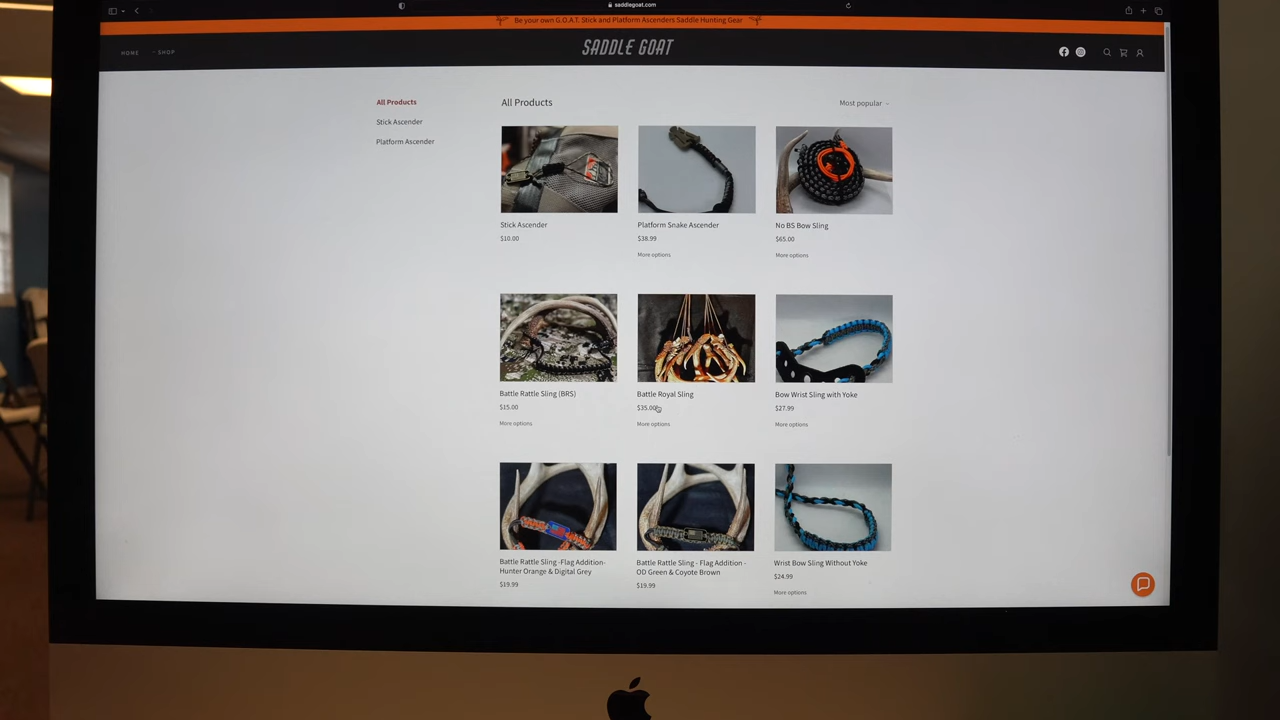 saddlegoat.com
Be your own G.O.A.T. Stick and Platform Ascenders Saddle Hunting Gear
HOME
SHOP
SADDLE GOAT
All Products
Stick Ascender
Platform Ascender
All Products
Most popular
Stick Ascender
$10.00
Platform Snake Ascender
$38.99
More options
No BS Bow Sling
$65.00
More options
Battle Rattle Sling (BRS)
$15.00
More options
Battle Royal Sling
$35.00
More options
Bow Wrist Sling with Yoke
$27.99
More options
Battle Rattle Sling -Flag Addition-
Hunter Orange & Digital Grey
$19.99
Battle Rattle Sling - Flag Addition -
OD Green & Coyote Brown
$19.99
Wrist Bow Sling Without Yoke
$24.99
More options